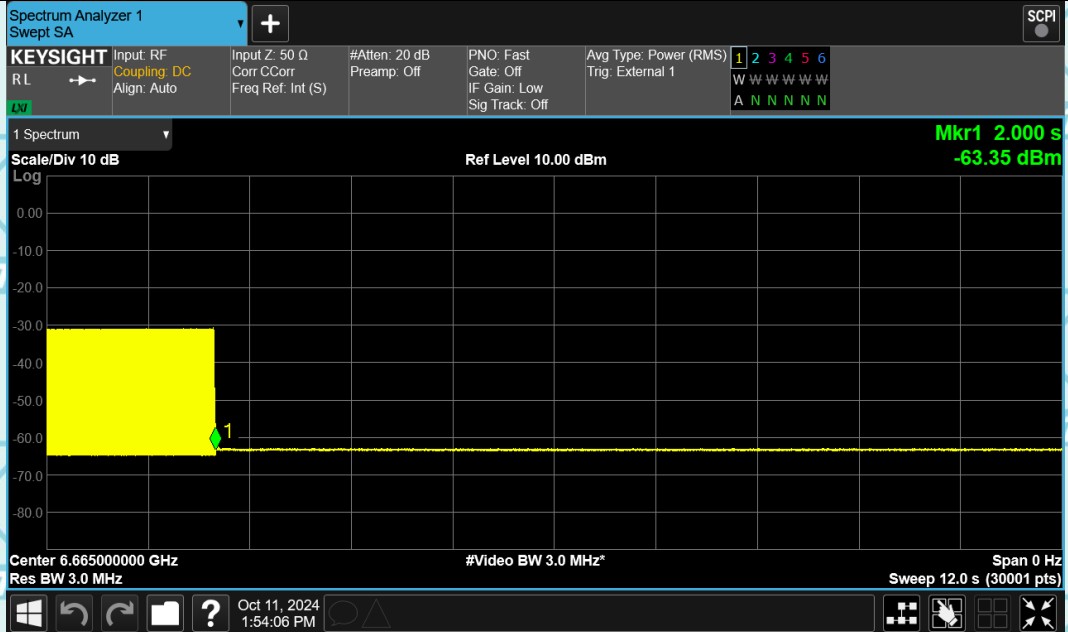 Spectrum Analyzer 1
Swept SA
SCPI
KEYSIGHT
R L
LXI
Input: RF
Coupling: DC
Align: Auto
Input Z: 50 Ω
Corr CCorr
Freq Ref: Int (S)
#Atten: 20 dB
Preamp: Off
PNO: Fast
Gate: Off
IF Gain: Low
Sig Track: Off
Avg Type: Power (RMS)
Trig: External 1
1 2 3 4 5 6
W W W W W W
A N N N N N
1 Spectrum
Mkr1 2.000 s
-63.35 dBm
Scale/Div 10 dB
Ref Level 10.00 dBm
Log
0.00
-10.0
-20.0
-30.0
-40.0
-50.0
-60.0
-70.0
-80.0
1
Center 6.665000000 GHz
#Video BW 3.0 MHz*
Span 0 Hz
Res BW 3.0 MHz
Sweep 12.0 s (30001 pts)
?
Oct 11, 2024
1:54:06 PM